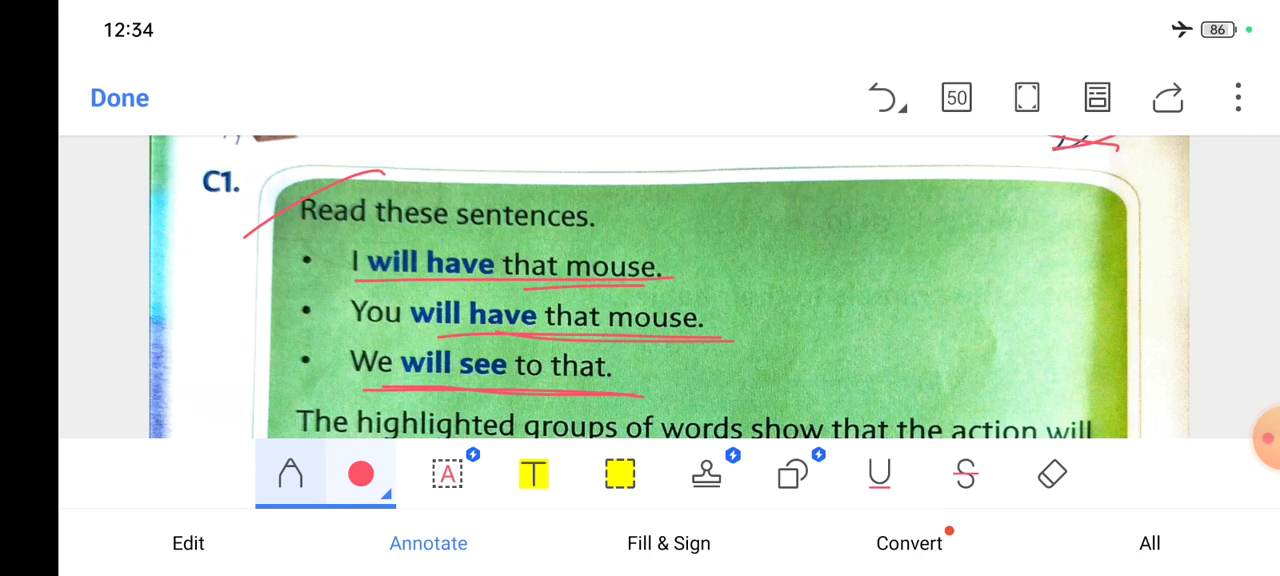 12:34
86
Done
50
C1.
Read these sentences.
• I will have that mouse.
• You will have that mouse.
• We will see to that.
The highlighted groups of words show that the action will
A
T
U
S
Edit
Annotate
Fill & Sign
Convert
All